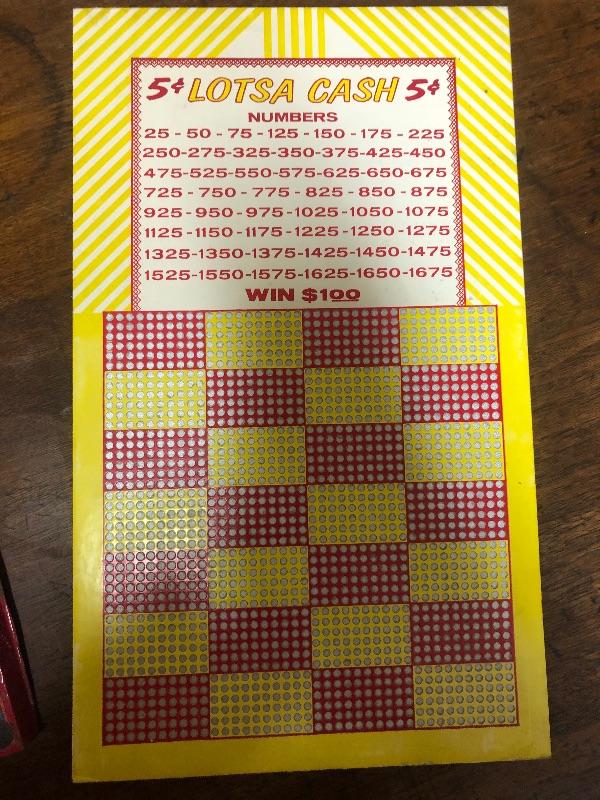 5¢ LOTSA CASH 5¢
NUMBERS
25 - 50 - 75 -125 -150 -175 - 225
250-275-325-350-375-425-450
475-525-550-575-625-650-675
725 - 750 - 775 - 825 - 850 - 875
925 - 950 - 975 -1025 -1050 -1075
1125 -1150 -1175 -1225 -1250 -1275
1325-1350-1375-1425-1450-1475
1525-1550-1575-1625-1650-1675
WIN $100